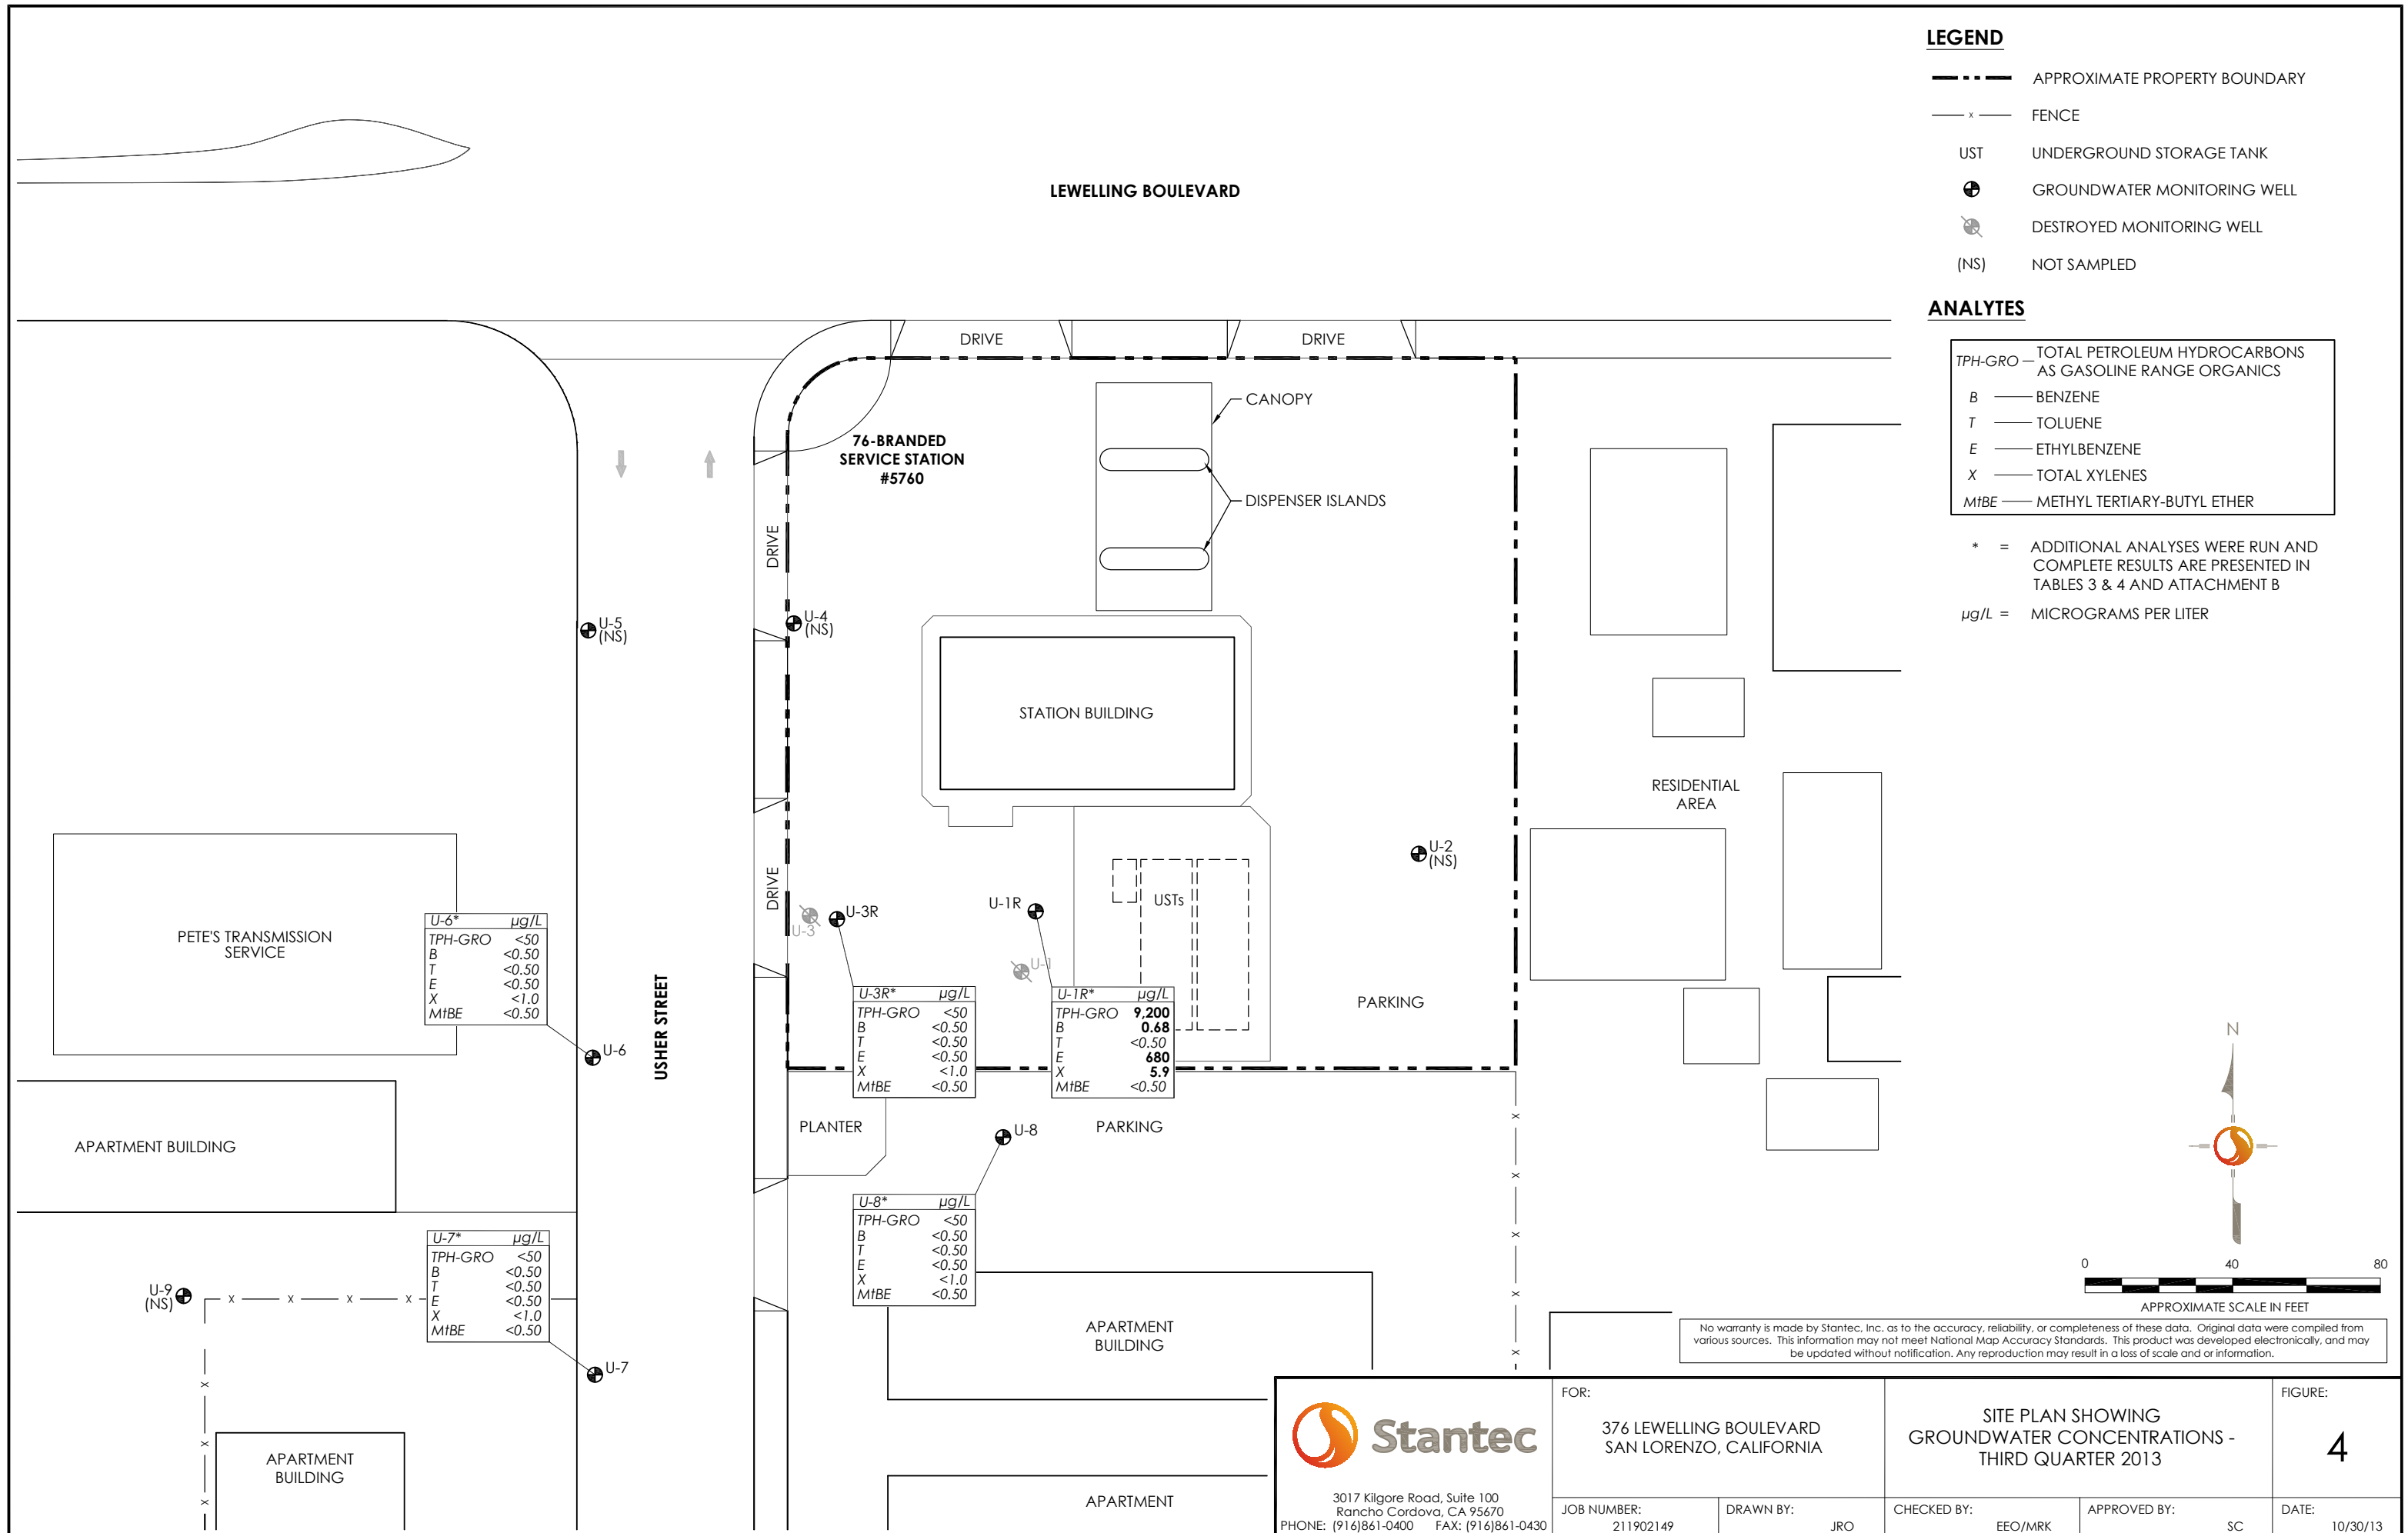 LEGEND
APPROXIMATE PROPERTY BOUNDARY
x FENCE
UST UNDERGROUND STORAGE TANK
GROUNDWATER MONITORING WELL
DESTROYED MONITORING WELL
(NS) NOT SAMPLED
ANALYTES
TPH-GRO TOTAL PETROLEUM HYDROCARBONS
AS GASOLINE RANGE ORGANICS
B BENZENE
T TOLUENE
E ETHYLBENZENE
X TOTAL XYLENES
MtBE METHYL TERTIARY-BUTYL ETHER
* = ADDITIONAL ANALYSES WERE RUN AND
COMPLETE RESULTS ARE PRESENTED IN
TABLES 3 & 4 AND ATTACHMENT B
µg/L = MICROGRAMS PER LITER
LEWELLING BOULEVARD
DRIVE
DRIVE
CANOPY
76-BRANDED
SERVICE STATION
#5760
DISPENSER ISLANDS
DRIVE
U-5
(NS)
U-4
(NS)
STATION BUILDING
RESIDENTIAL
AREA
U-2
(NS)
DRIVE
USTs
U-3R
U-3
U-1R
U-1
PETE'S TRANSMISSION
SERVICE
U-6* µg/L
TPH-GRO <50
B <0.50
T <0.50
E <0.50
X <1.0
MtBE <0.50
U-6
USHER STREET
U-3R* µg/L
TPH-GRO <50
B <0.50
T <0.50
E <0.50
X <1.0
MtBE <0.50
U-1R* µg/L
TPH-GRO 9,200
B 0.68
T <0.50
E 680
X 5.9
MtBE <0.50
PARKING
PLANTER
PARKING
U-8
APARTMENT BUILDING
U-8* µg/L
TPH-GRO <50
B <0.50
T <0.50
E <0.50
X <1.0
MtBE <0.50
U-7* µg/L
TPH-GRO <50
B <0.50
T <0.50
E <0.50
X <1.0
MtBE <0.50
U-9
(NS)
U-7
APARTMENT
BUILDING
APARTMENT
BUILDING
APARTMENT
N
0 40 80
APPROXIMATE SCALE IN FEET
No warranty is made by Stantec, Inc. as to the accuracy, reliability, or completeness of these data. Original data were compiled from
various sources. This information may not meet National Map Accuracy Standards. This product was developed electronically, and may
be updated without notification. Any reproduction may result in a loss of scale and or information.
Stantec
3017 Kilgore Road, Suite 100
Rancho Cordova, CA 95670
PHONE: (916)861-0400 FAX: (916)861-0430
FOR:
376 LEWELLING BOULEVARD
SAN LORENZO, CALIFORNIA
SITE PLAN SHOWING
GROUNDWATER CONCENTRATIONS -
THIRD QUARTER 2013
FIGURE:
4
JOB NUMBER:
211902149
DRAWN BY:
JRO
CHECKED BY:
EEO/MRK
APPROVED BY:
SC
DATE:
10/30/13